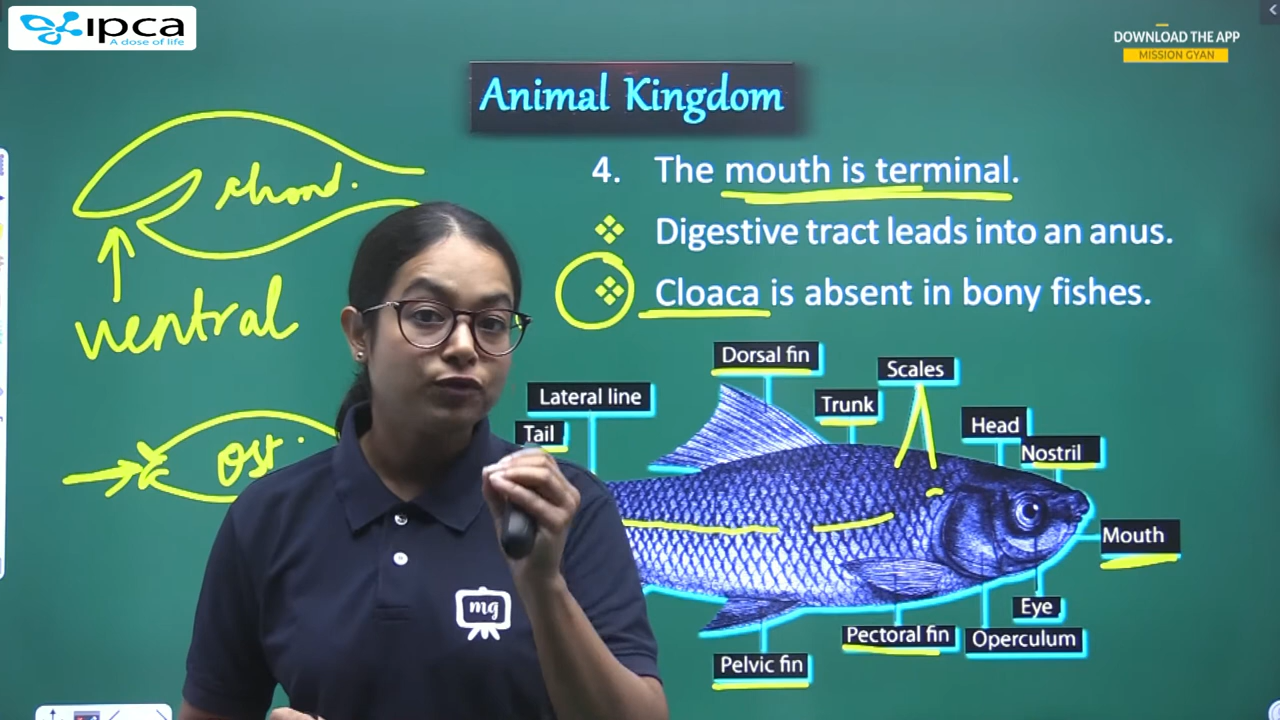 ipca
A dose of life
DOWNLOAD THE APP
MISSION GYAN
Animal Kingdom
4. The mouth is terminal.
❖ Digestive tract leads into an anus.
❖ Cloaca is absent in bony fishes.
chond.
ventral
Ost.
Dorsal fin
Scales
Lateral line
Trunk
Head
Tail
Nostril
Mouth
Eye
Pectoral fin
Operculum
Pelvic fin
mg